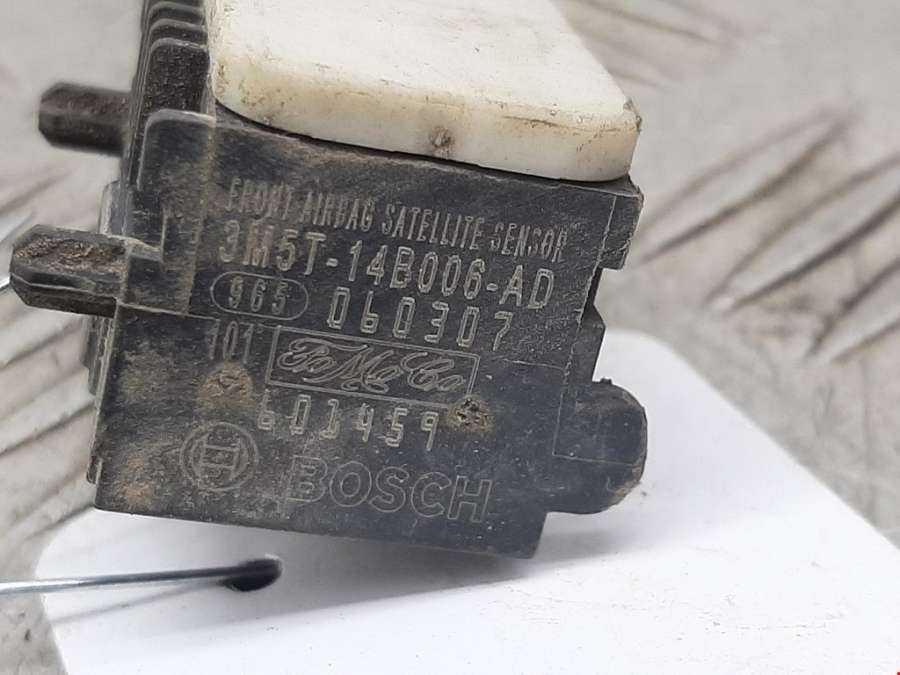 FRONT AIRBAG SATELLITE SENSOR
3M5T-14B006-AD
965 060307
101 FoMoCo
601459
BOSCH